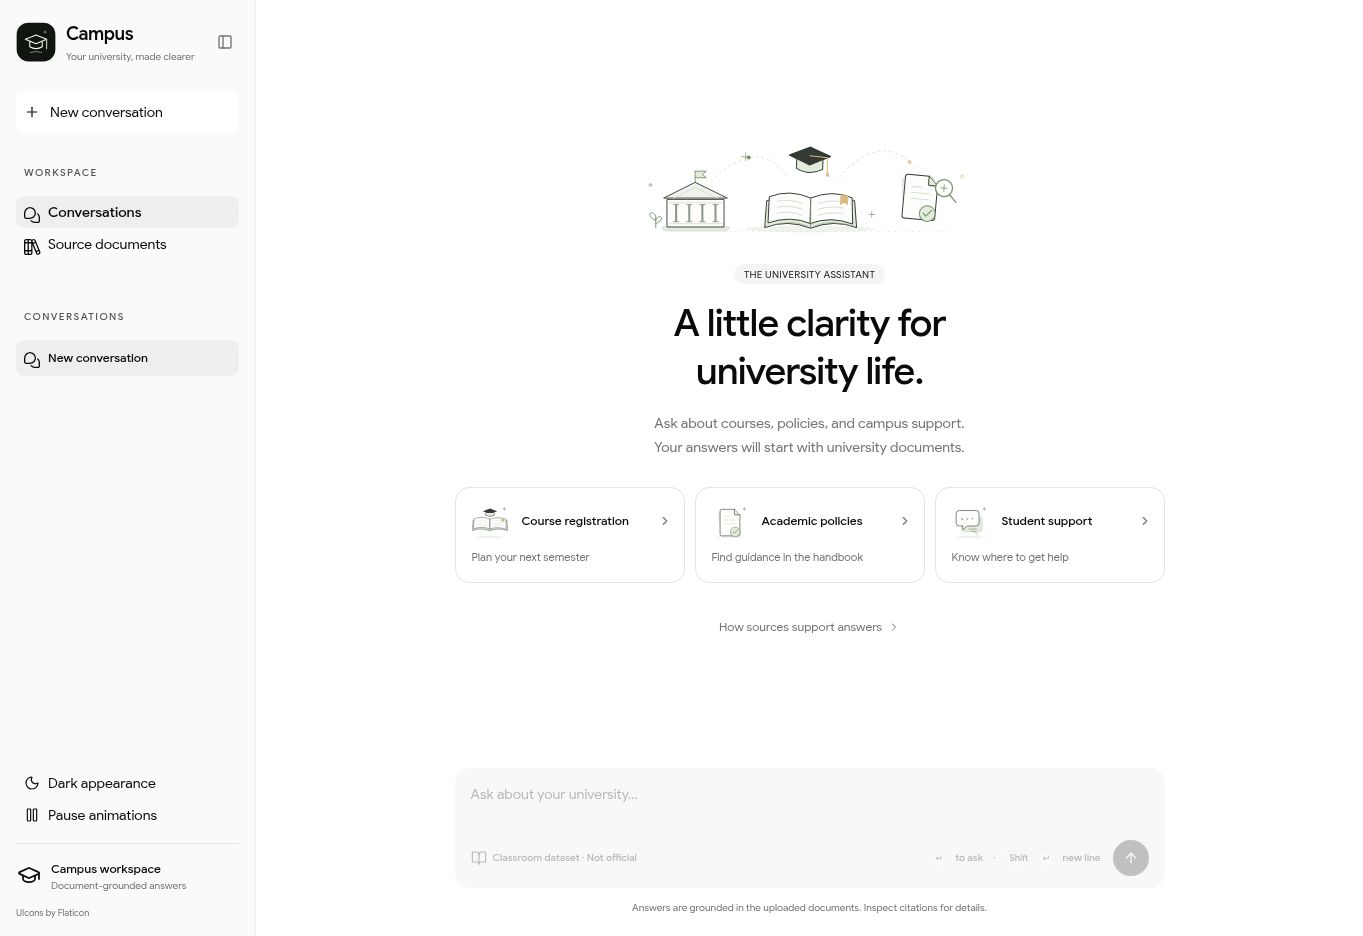 Campus
Your university, made clearer
New conversation
WORKSPACE
Conversations
Source documents
CONVERSATIONS
New conversation
Dark appearance
Pause animations
Campus workspace
Document-grounded answers
UIcons by Flaticon
THE UNIVERSITY ASSISTANT
A little clarity for
university life.
Ask about courses, policies, and campus support.
Your answers will start with university documents.
Course registration
Plan your next semester
Academic policies
Find guidance in the handbook
Student support
Know where to get help
How sources support answers
Ask about your university...
Classroom dataset · Not official
↵ to ask · Shift ↵ new line
Answers are grounded in the uploaded documents. Inspect citations for details.